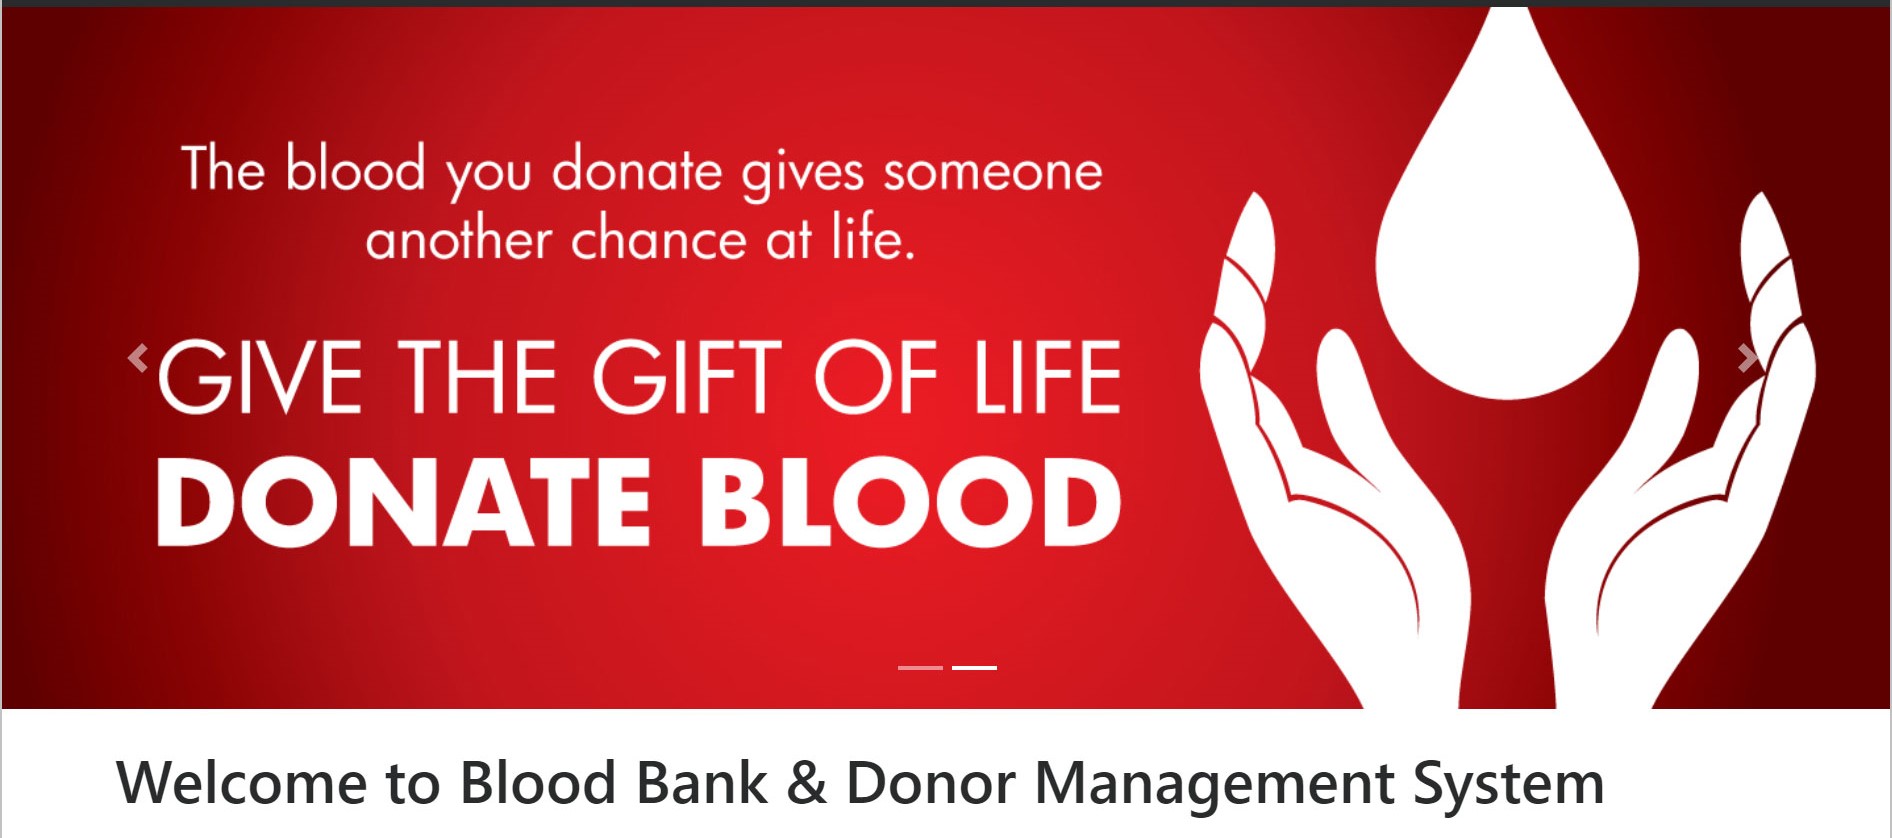 The blood you donate gives someone
another chance at life.
GIVE THE GIFT OF LIFE
DONATE BLOOD
Welcome to Blood Bank & Donor Management System